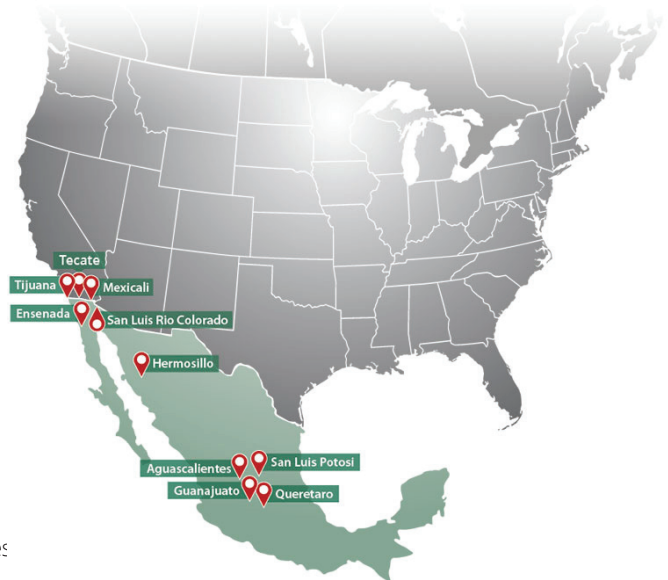 Tecate
Tijuana
Mexicali
Ensenada
San Luis Rio Colorado
Hermosillo
Aguascalientes
San Luis Potosi
Guanajuato
Queretaro